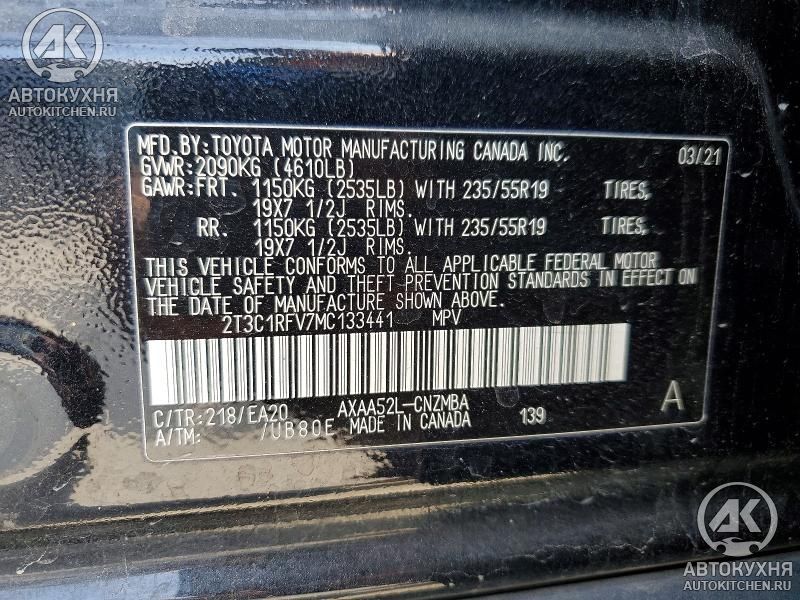 AK
АВТОКУХНЯ
AUTOKITCHEN.RU
MFD.BY:TOYOTA MOTOR MANUFACTURING CANADA INC. 03/21
GVWR:2090KG (4610LB)
GAWR:FRT. 1150KG (2535LB) WITH 235/55R19 TIRES,
19X7 1/2J RIMS.
RR. 1150KG (2535LB) WITH 235/55R19 TIRES,
19X7 1/2J RIMS.
THIS VEHICLE CONFORMS TO ALL APPLICABLE FEDERAL MOTOR
VEHICLE SAFETY AND THEFT PREVENTION STANDARDS IN EFFECT ON
THE DATE OF MANUFACTURE SHOWN ABOVE.
2T3C1RFV7MC133441 MPV
C/TR:218/EA20 AXAA52L-CNZMBA A
A/TM: /UB80E MADE IN CANADA 139
AK
АВТОКУХНЯ
AUTOKITCHEN.RU